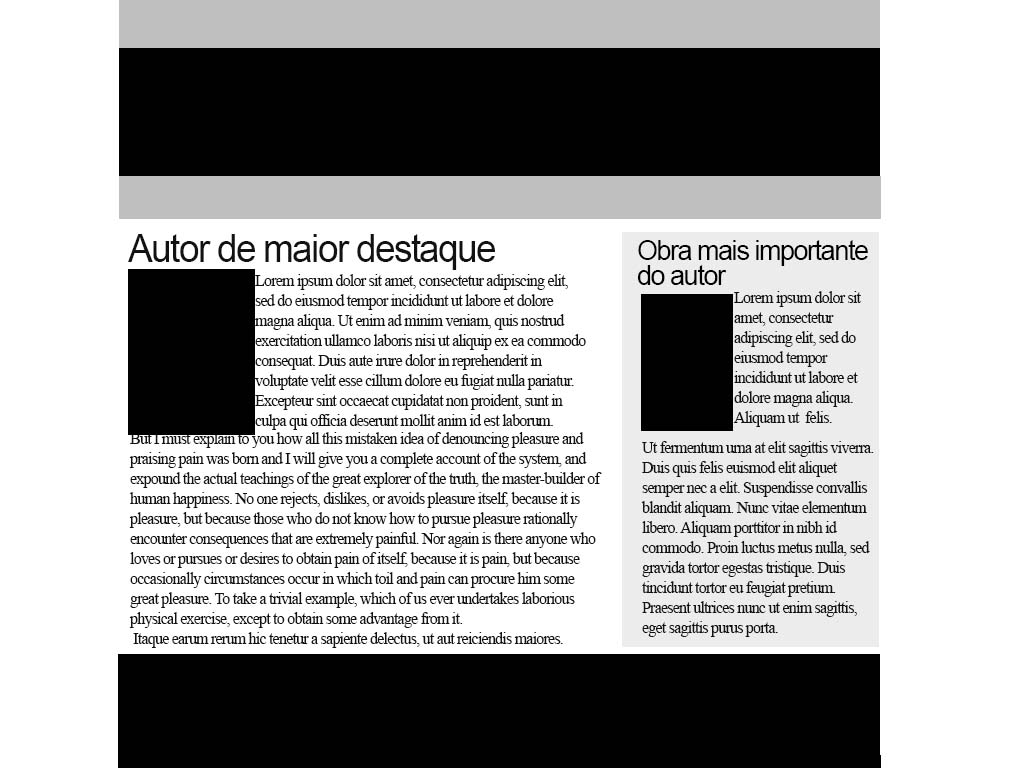 Autor de maior destaque
Lorem ipsum dolor sit amet, consectetur adipiscing elit,
sed do eiusmod tempor incididunt ut labore et dolore
magna aliqua. Ut enim ad minim veniam, quis nostrud
exercitation ullamco laboris nisi ut aliquip ex ea commodo
consequat. Duis aute irure dolor in reprehenderit in
voluptate velit esse cillum dolore eu fugiat nulla pariatur.
Excepteur sint occaecat cupidatat non proident, sunt in
culpa qui officia deserunt mollit anim id est laborum.
But I must explain to you how all this mistaken idea of denouncing pleasure and
praising pain was born and I will give you a complete account of the system, and
expound the actual teachings of the great explorer of the truth, the master-builder of
human happiness. No one rejects, dislikes, or avoids pleasure itself, because it is
pleasure, but because those who do not know how to pursue pleasure rationally
encounter consequences that are extremely painful. Nor again is there anyone who
loves or pursues or desires to obtain pain of itself, because it is pain, but because
occasionally circumstances occur in which toil and pain can procure him some
great pleasure. To take a trivial example, which of us ever undertakes laborious
physical exercise, except to obtain some advantage from it.
Itaque earum rerum hic tenetur a sapiente delectus, ut aut reiciendis maiores.
Obra mais importante
do autor
Lorem ipsum dolor sit
amet, consectetur
adipiscing elit, sed do
eiusmod tempor
incididunt ut labore et
dolore magna aliqua.
Aliquam ut felis.
Ut fermentum urna at elit sagittis viverra.
Duis quis felis euismod elit aliquet
semper nec a elit. Suspendisse convallis
blandit aliquam. Nunc vitae elementum
libero. Aliquam porttitor in nibh id
commodo. Proin luctus metus nulla, sed
gravida tortor egestas tristique. Duis
tincidunt tortor eu feugiat pretium.
Praesent ultrices nunc ut enim sagittis,
eget sagittis purus porta.